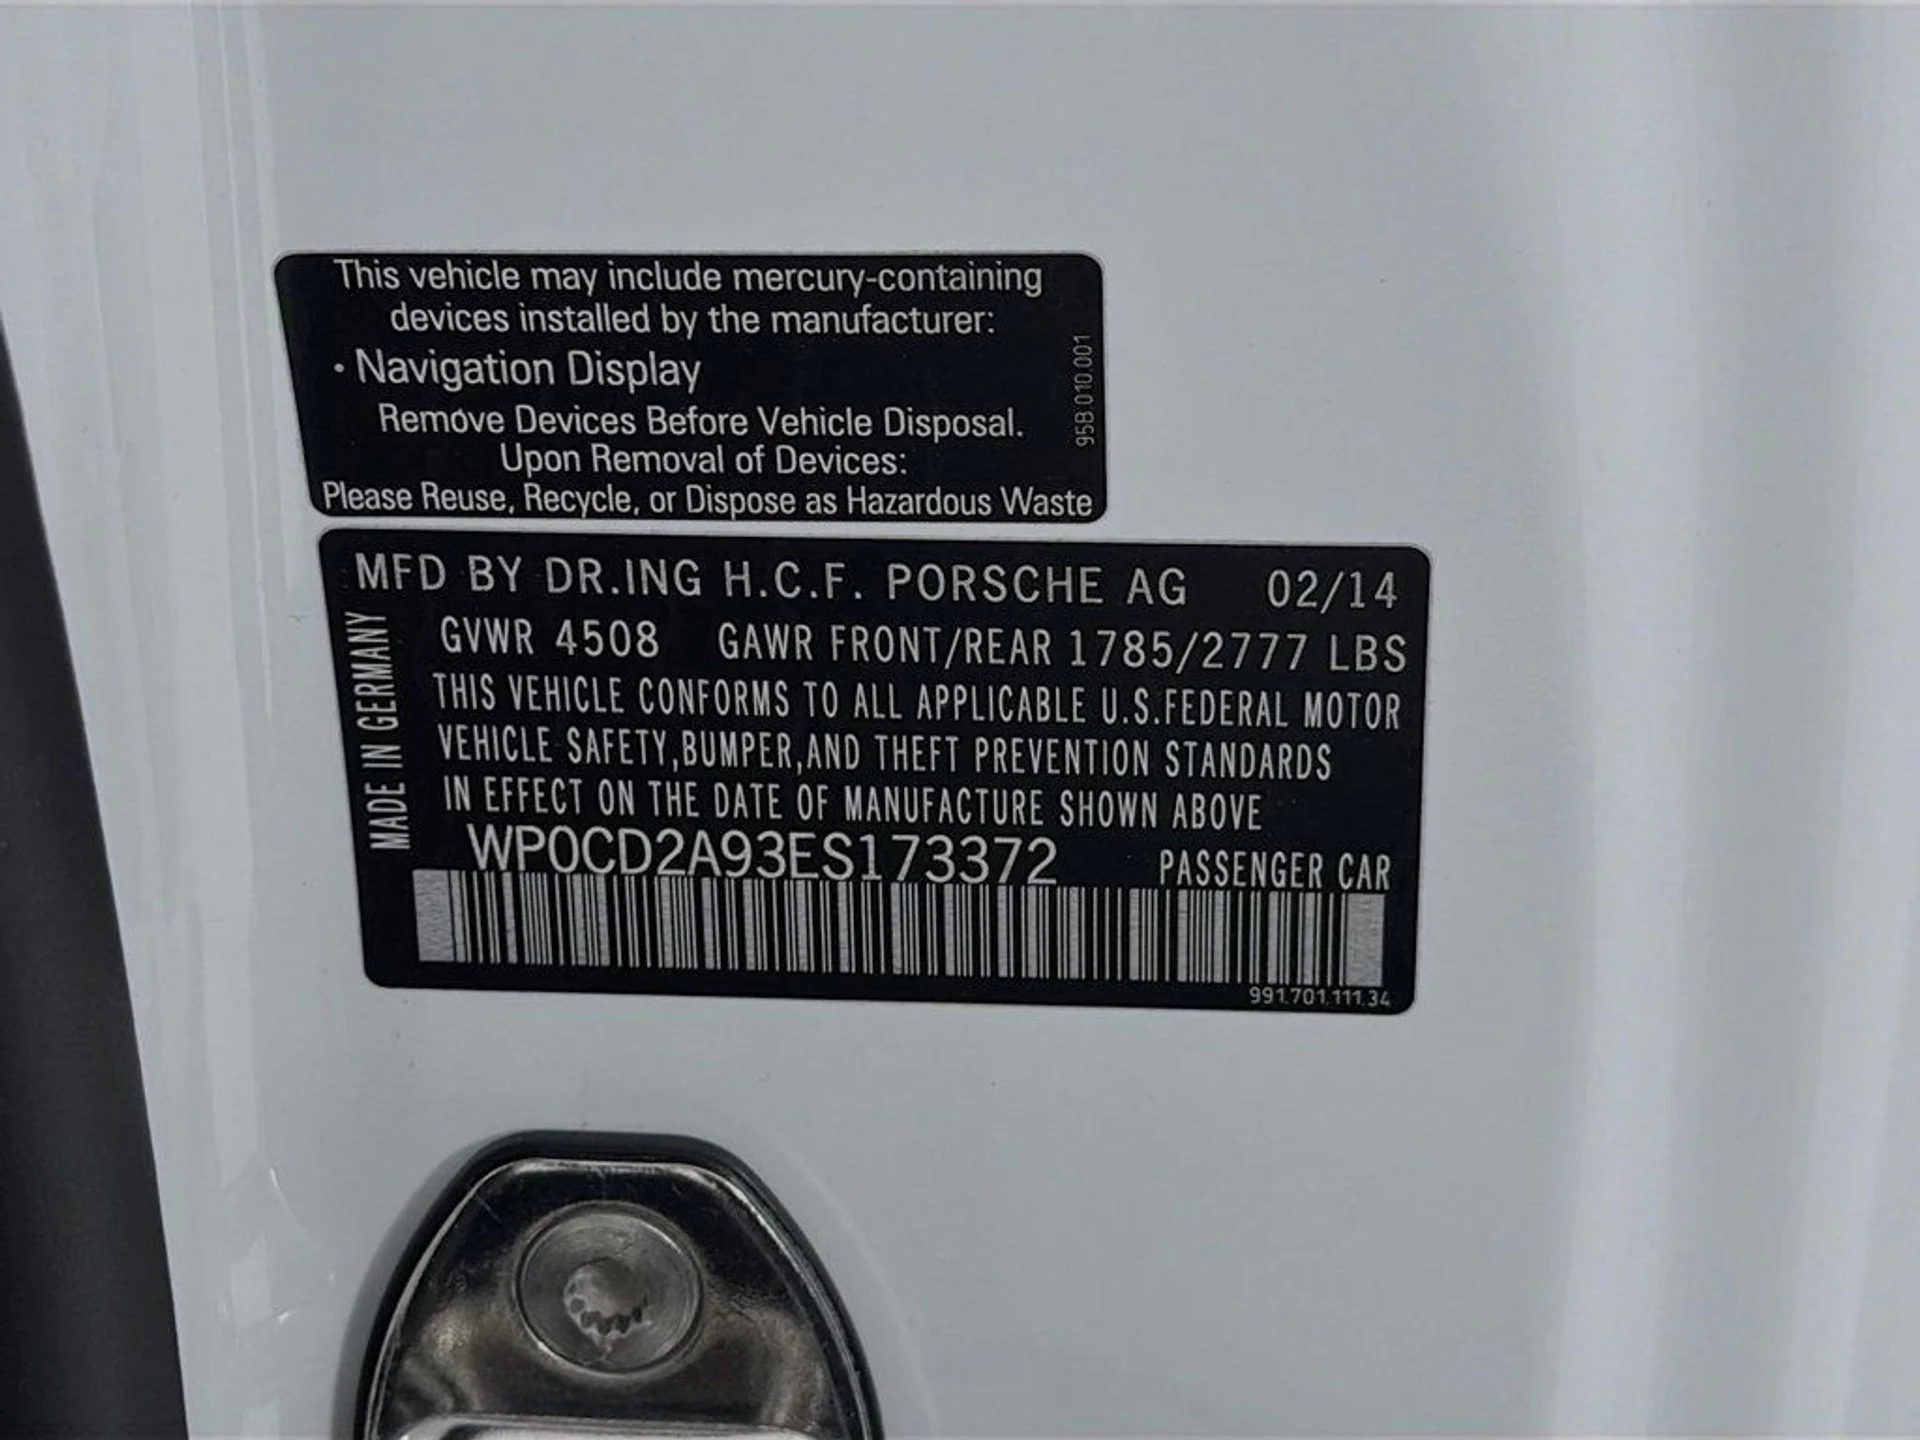 This vehicle may include mercury-containing
devices installed by the manufacturer:
· Navigation Display
Remove Devices Before Vehicle Disposal.
Upon Removal of Devices:
Please Reuse, Recycle, or Dispose as Hazardous Waste
95B.010.001
MFD BY DR.ING H.C.F. PORSCHE AG 02/14
GVWR 4508 GAWR FRONT/REAR 1785/2777 LBS
THIS VEHICLE CONFORMS TO ALL APPLICABLE U.S.FEDERAL MOTOR
VEHICLE SAFETY,BUMPER,AND THEFT PREVENTION STANDARDS
IN EFFECT ON THE DATE OF MANUFACTURE SHOWN ABOVE
WP0CD2A93ES173372 PASSENGER CAR
MADE IN GERMANY
991.701.111.34